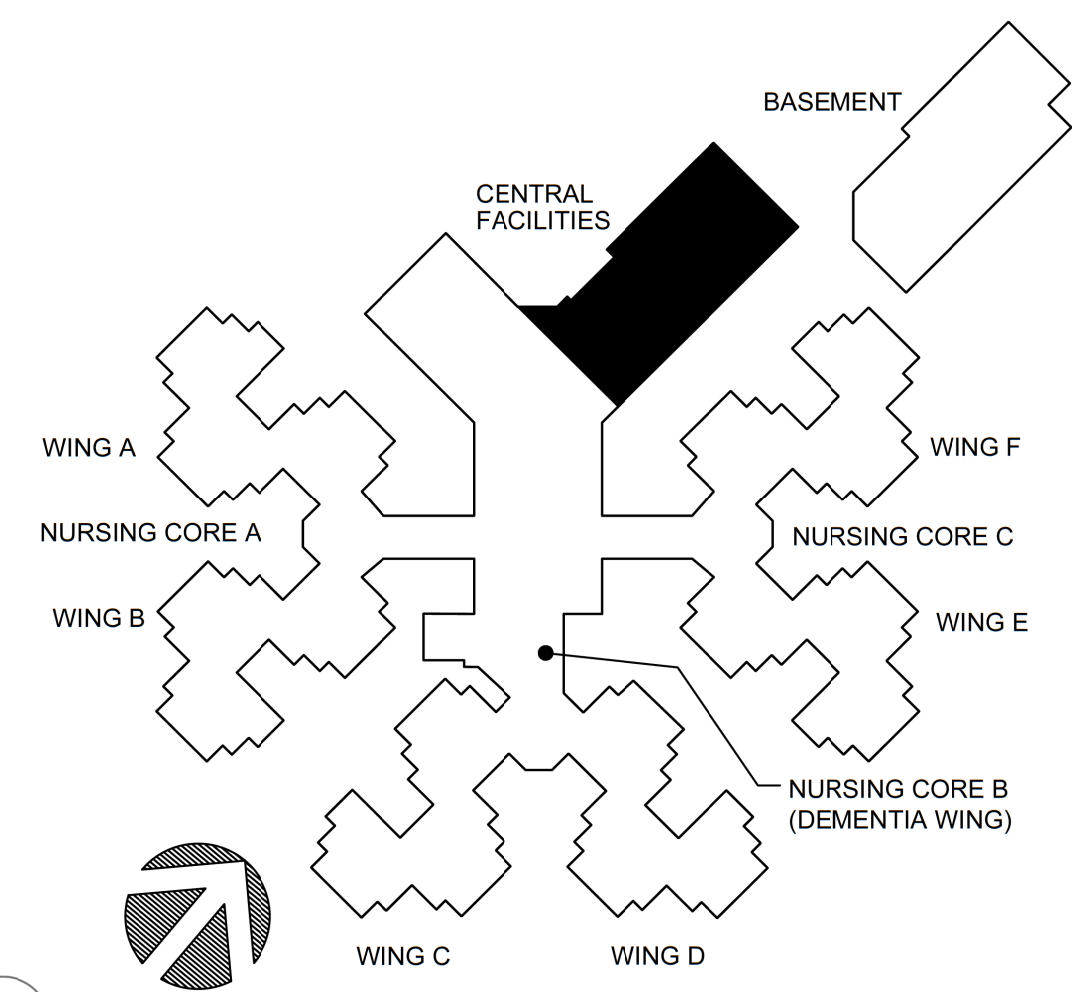 BASEMENT
CENTRAL
FACILITIES
WING A
WING F
NURSING CORE A
NURSING CORE C
WING B
WING E
NURSING CORE B
(DEMENTIA WING)
WING C
WING D